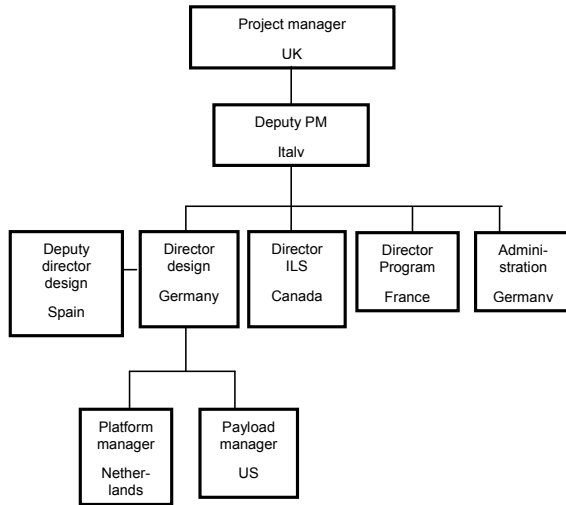 Project manager
UK
Deputy PM
Italv
Deputy
director
design
Spain
Director
design
Germany
Director
ILS
Canada
Director
Program
France
Admini-
stration
Germanv
Platform
manager
Nether-
lands
Payload
manager
US